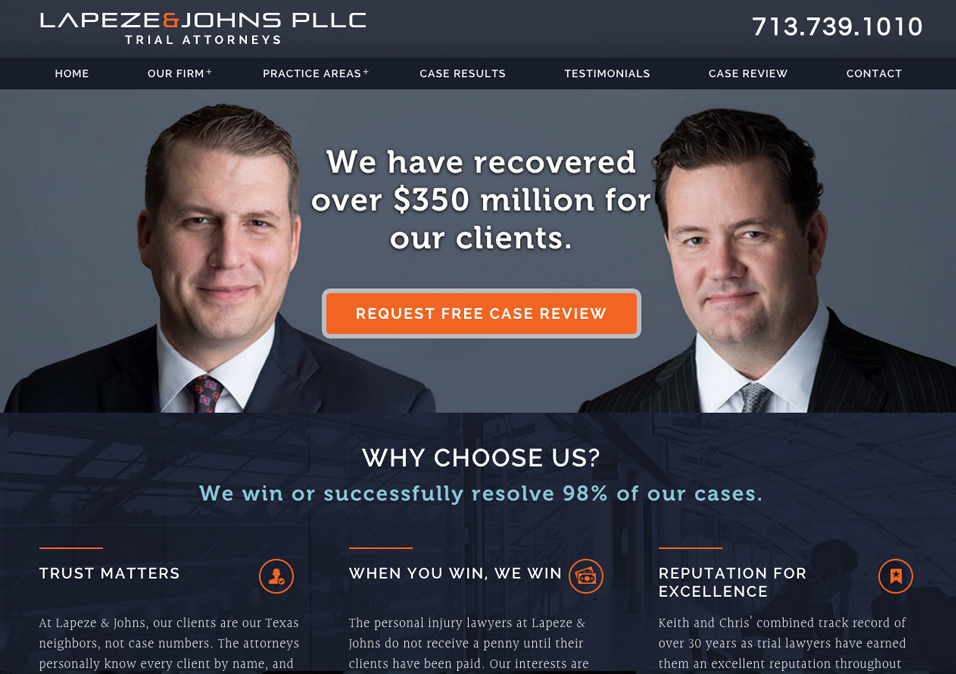 LAPEZE&JOHNS PLLC
TRIAL ATTORNEYS
713.739.1010
HOME OUR FIRM+ PRACTICE AREAS+ CASE RESULTS TESTIMONIALS CASE REVIEW CONTACT
We have recovered
over $350 million for
our clients.
REQUEST FREE CASE REVIEW
WHY CHOOSE US?
We win or successfully resolve 98% of our cases.
TRUST MATTERS
At Lapeze & Johns, our clients are our Texas
neighbors, not case numbers. The attorneys
personally know every client by name, and
WHEN YOU WIN, WE WIN
The personal injury lawyers at Lapeze &
Johns do not receive a penny until their
clients have been paid. Our interests are
REPUTATION FOR
EXCELLENCE
Keith and Chris' combined track record of
over 30 years as trial lawyers have earned
them an excellent reputation throughout